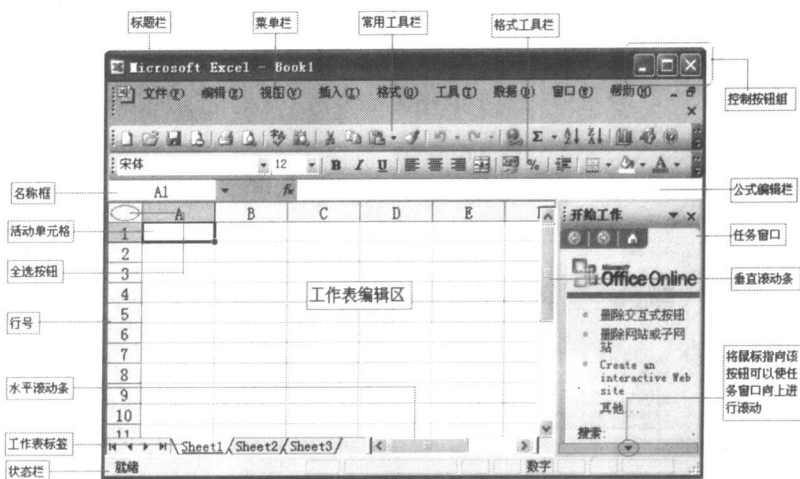 标题栏
菜单栏
常用工具栏
格式工具栏
Microsoft Excel - Book1
文件(F) 编辑(E) 视图(V) 插入(I) 格式(O) 工具(T) 数据(D) 窗口(W) 帮助(H)
控制按钮组
宋体 12 B I U %
名称框
A1
fx
公式编辑栏
A B C D E
开始工作
活动单元格
1
任务窗口
2
全选按钮
3
Microsoft
Office Online
垂直滚动条
4
工作表编辑区
行号
5
删除交互式按钮
6
删除网站或子网
站
7
Create an
interactive Web
site
将鼠标指向该
按钮可以使任
务窗口向上进
行滚动
8
水平滚动条
9
其他...
10
搜索:
11
工作表标签
Sheet1 Sheet2 Sheet3
状态栏
就绪
数字